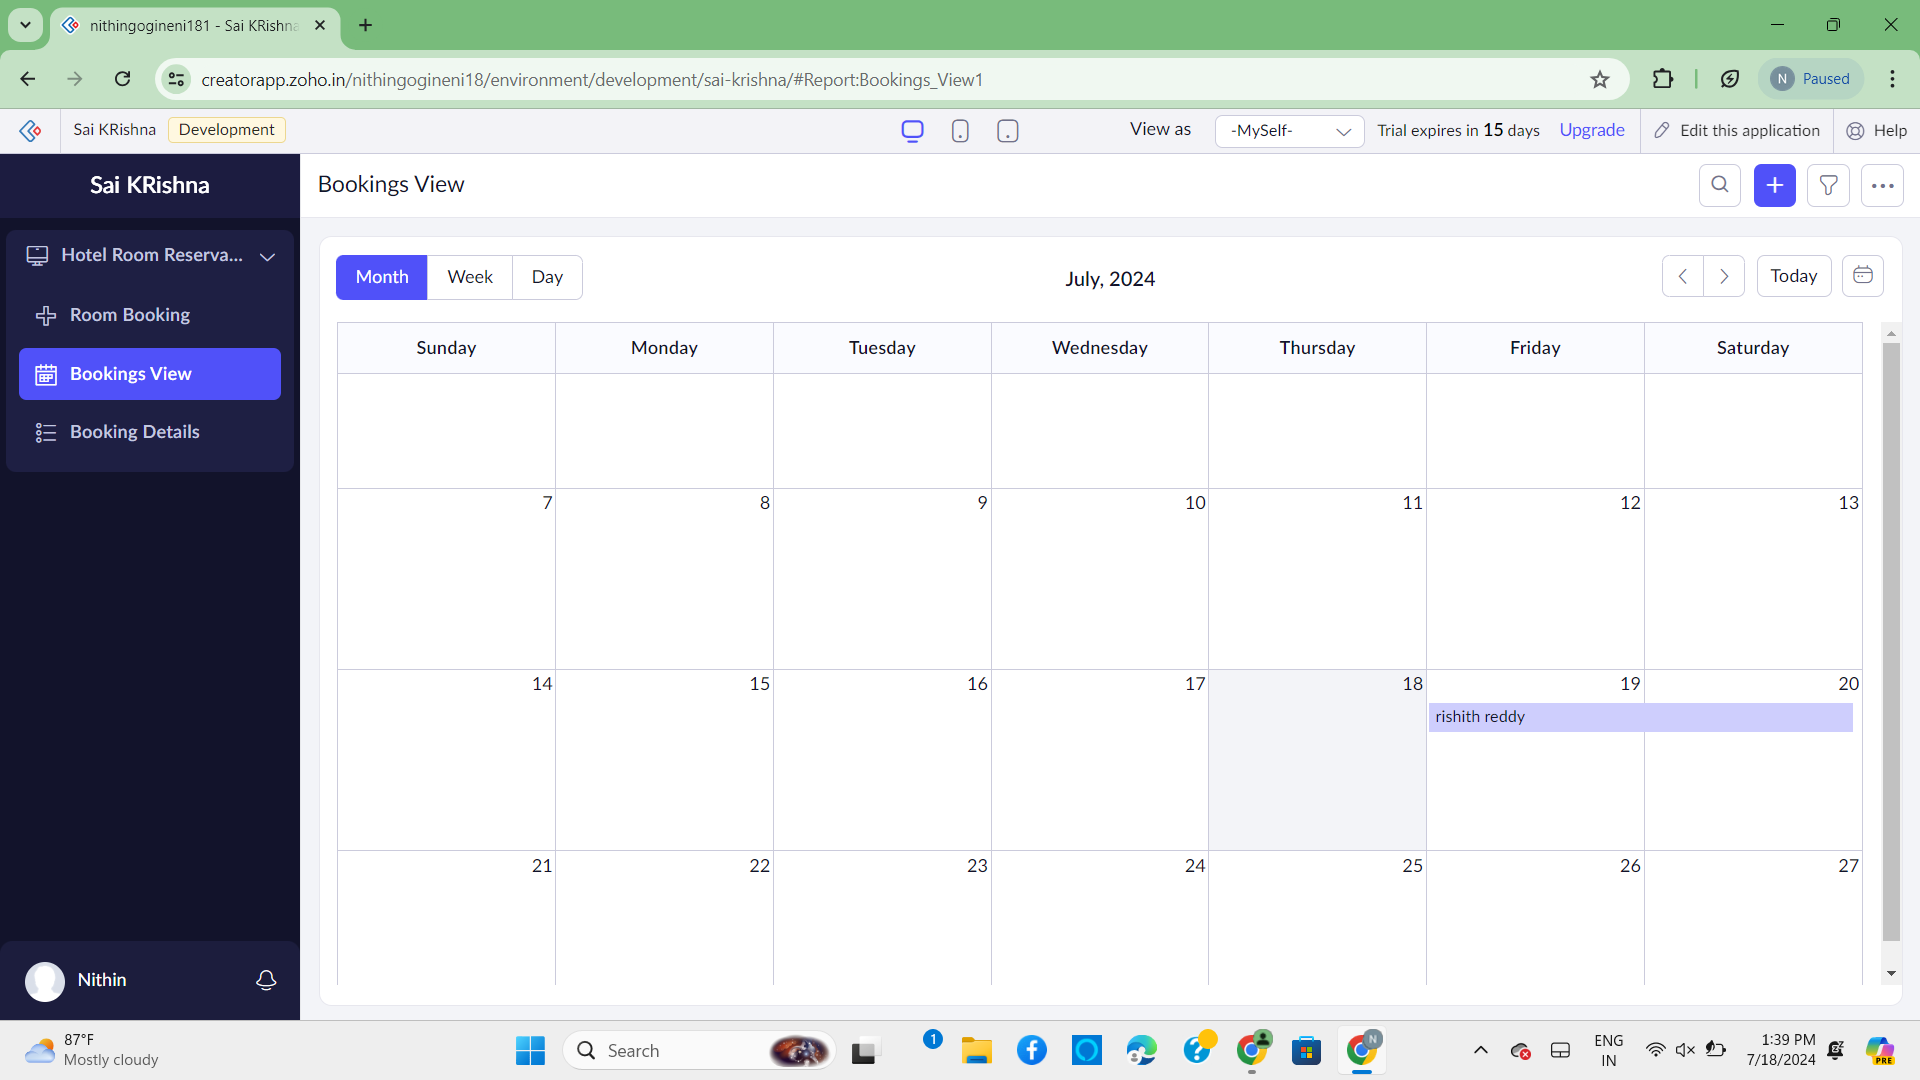 nithingogineni181 - Sai KRishna
creatorapp.zoho.in/nithingogineni18/environment/development/sai-krishna/#Report:Bookings_View1
N Paused
Sai KRishna Development View as -MySelf- Trial expires in 15 days Upgrade Edit this application Help
Sai KRishna
Bookings View
Hotel Room Reserva...
Room Booking
Bookings View
Booking Details
Month Week Day July, 2024 Today
Sunday Monday Tuesday Wednesday Thursday Friday Saturday
7 8 9 10 11 12 13
14 15 16 17 18 19 20
rishith reddy
21 22 23 24 25 26 27
Nithin
87°F
Mostly cloudy
Search
1
N
PRE
ENG
IN
1:39 PM
7/18/2024